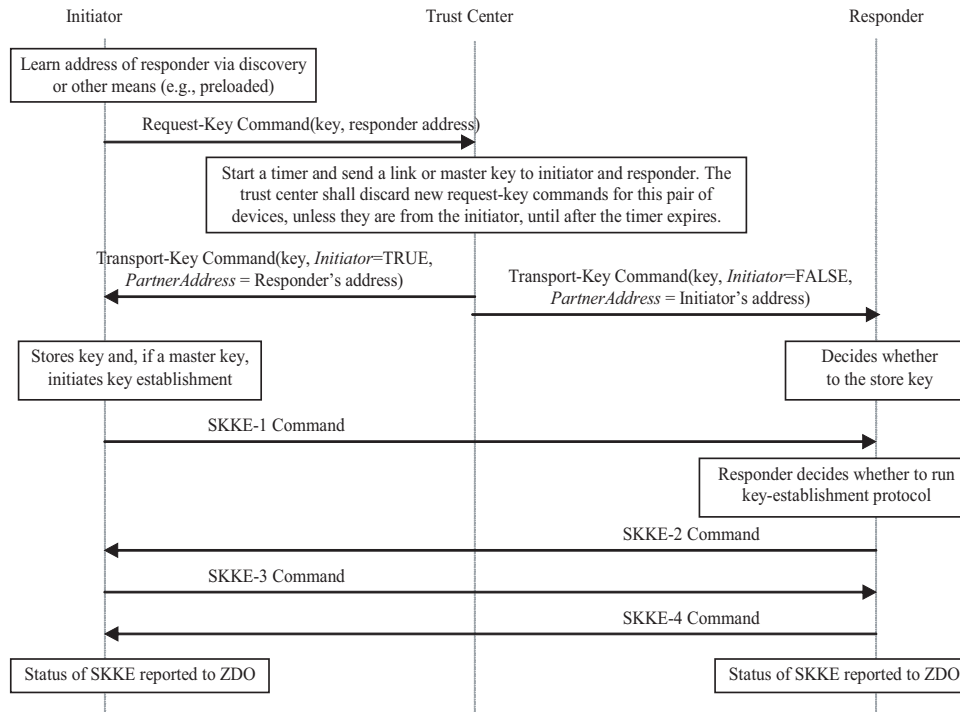 Initiator
Trust Center
Responder
Learn address of responder via discovery
or other means (e.g., preloaded)
Request-Key Command(key, responder address)
Start a timer and send a link or master key to initiator and responder. The
trust center shall discard new request-key commands for this pair of
devices, unless they are from the initiator, until after the timer expires.
Transport-Key Command(key, Initiator=TRUE,
PartnerAddress = Responder's address)
Transport-Key Command(key, Initiator=FALSE,
PartnerAddress = Initiator's address)
Stores key and, if a master key,
initiates key establishment
Decides whether
to the store key
SKKE-1 Command
Responder decides whether to run
key-establishment protocol
SKKE-2 Command
SKKE-3 Command
SKKE-4 Command
Status of SKKE reported to ZDO
Status of SKKE reported to ZDO